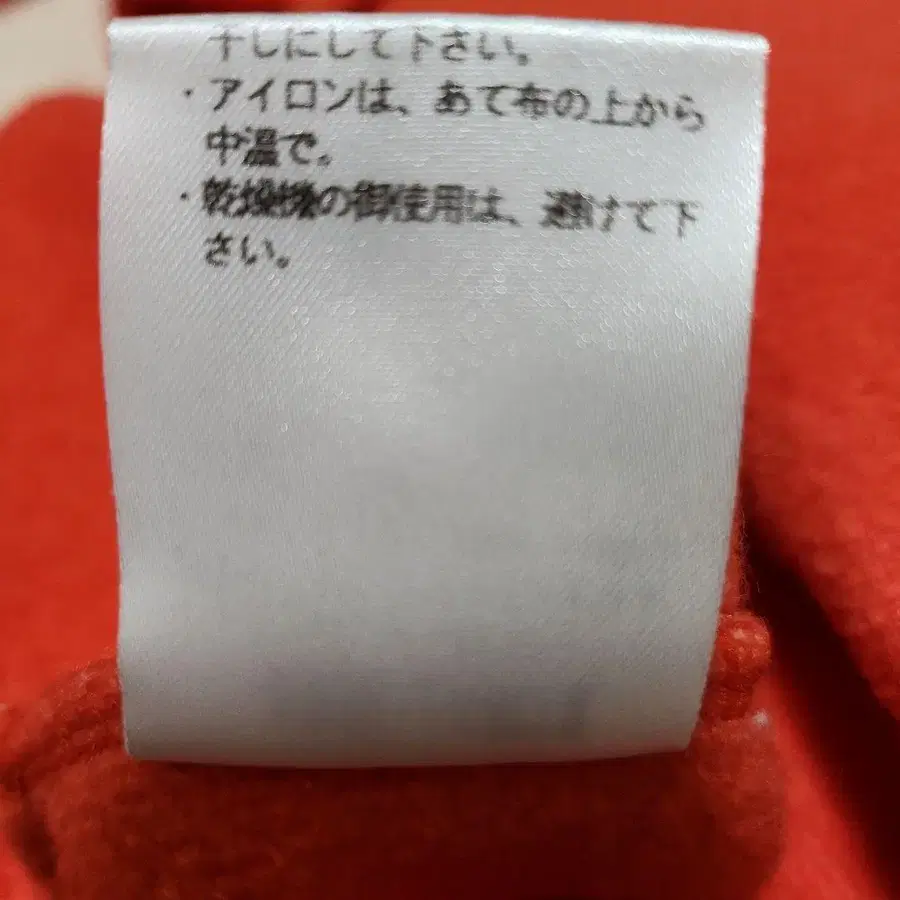 干しにして下さい。
・アイロンは、あて布の上から
中温で。
・乾燥機の御使用は、避けて下
さい。